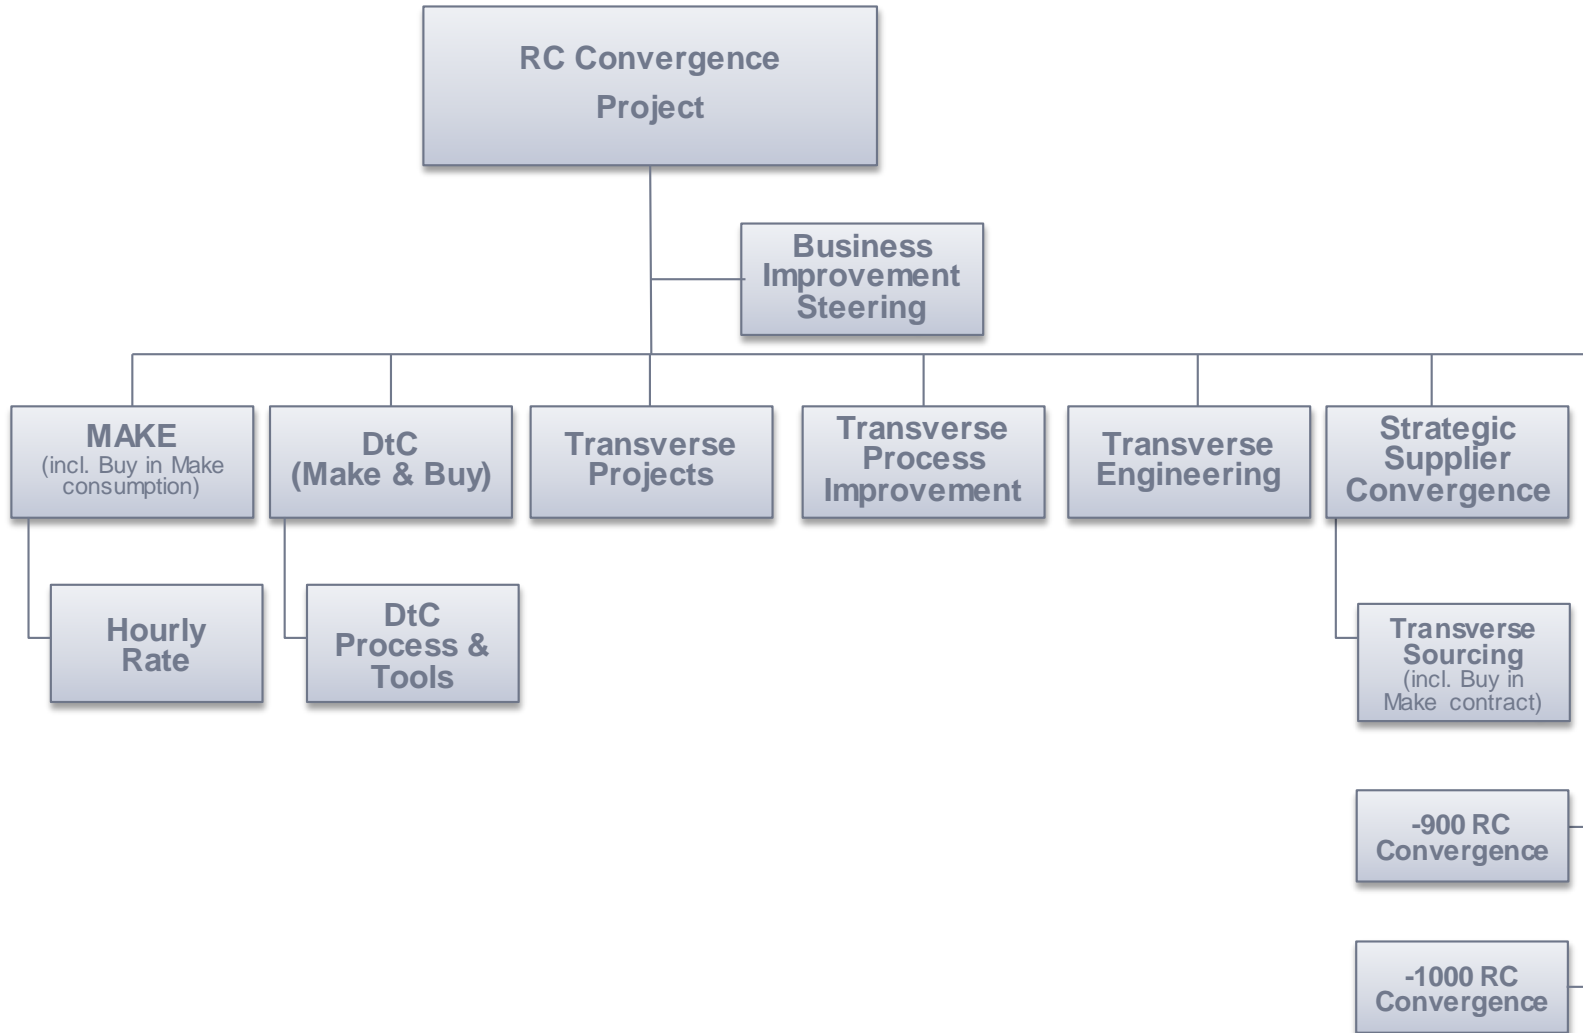 RC Convergence
Project
Business
Improvement
Steering
MAKE
(incl. Buy in Make
consumption)
DtC
(Make & Buy)
Transverse
Projects
Transverse
Process
Improvement
Transverse
Engineering
Strategic
Supplier
Convergence
Hourly
Rate
DtC
Process &
Tools
Transverse
Sourcing
(incl. Buy in
Make contract)
-900 RC
Convergence
-1000 RC
Convergence